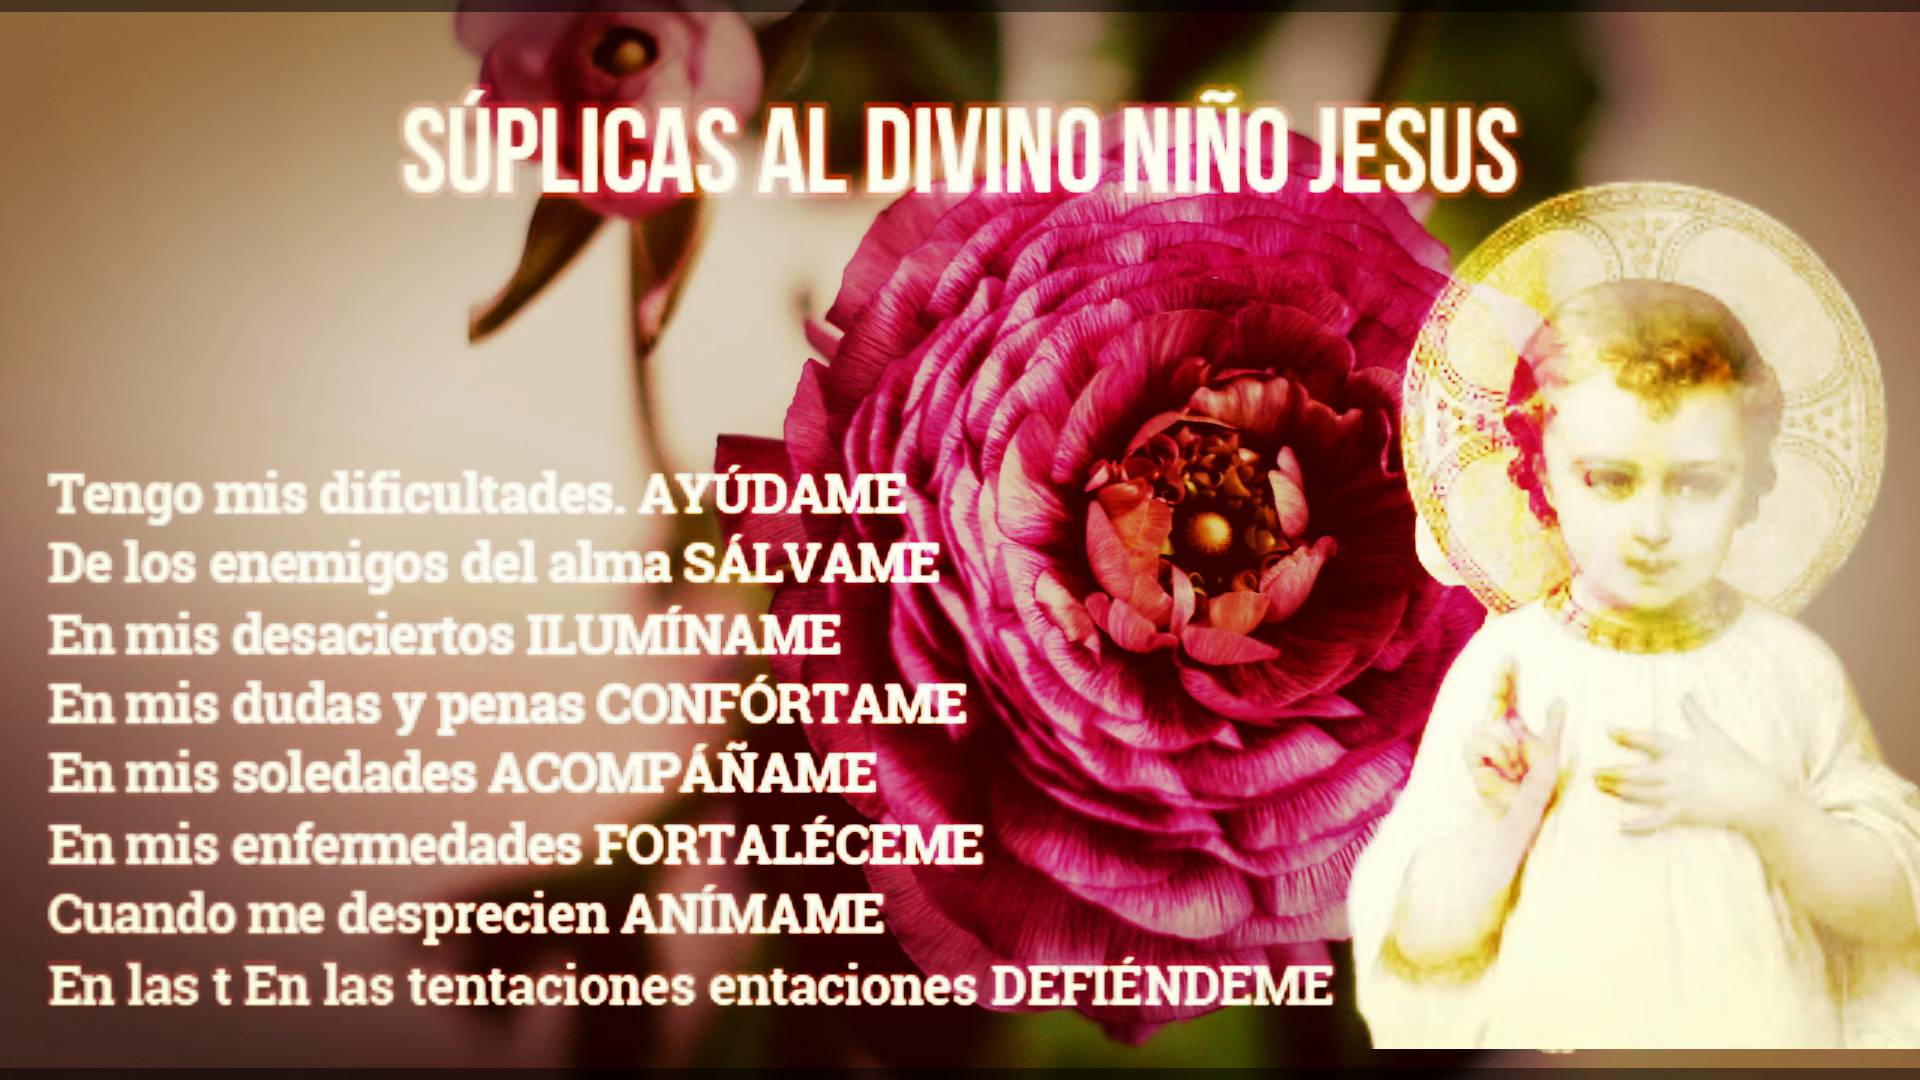 SÚPLICAS AL DIVINO NIÑO JESUS
Tengo mis dificultades. AYÚDAME
De los enemigos del alma SÁLVAME
En mis desaciertos ILUMÍNAME
En mis dudas y penas CONFÓRTAME
En mis soledades ACOMPÁÑAME
En mis enfermedades FORTALÉCEME
Cuando me desprecien ANÍMAME
En las t En las tentaciones entaciones DEFIÉNDEME